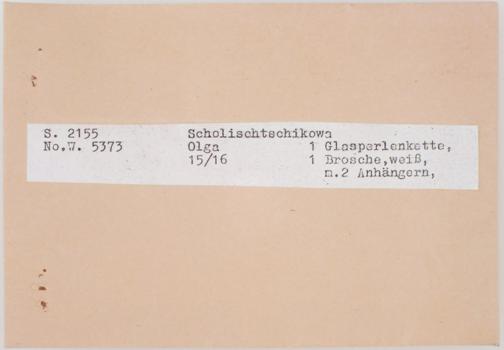 S. 2155 Scholischtschikowa
No.W. 5373 Olga 1 Glasperlenkette,
15/16 1 Brosche,weiß,
m.2 Anhängern,